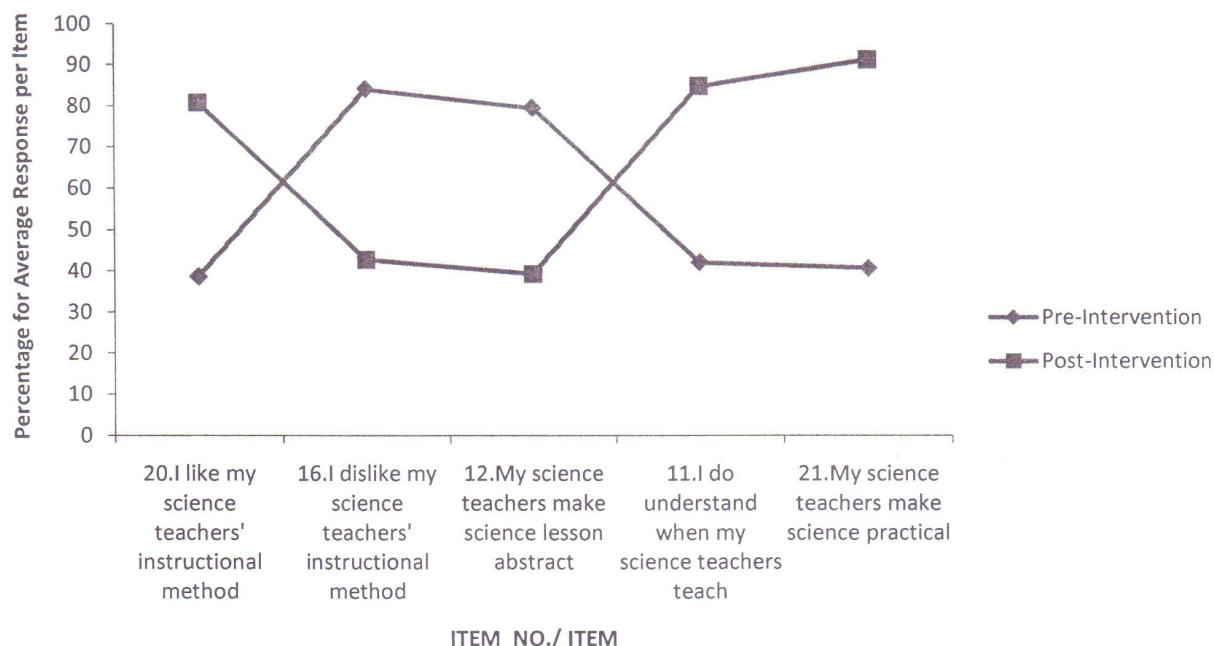 Percentage for Average Response per Item
100
90
80
70
60
50
40
30
20
10
0
20.I like my
science
teachers'
instructional
method
16.I dislike my
science
teachers'
instructional
method
12.My science
teachers make
science lesson
abstract
11.I do
understand
when my
science teachers
teach
21.My science
teachers make
science practical
ITEM NO./ ITEM
Pre-Intervention
Post-Intervention